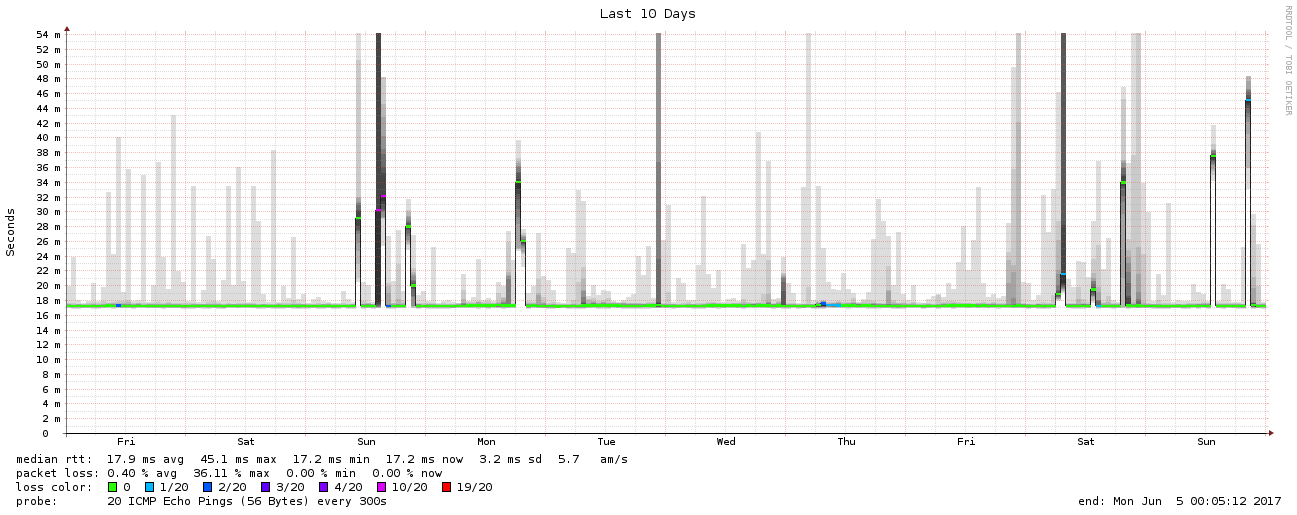 Last 10 Days
RRDTOOL / TOBI OETIKER
Seconds
54 m
52 m
50 m
48 m
46 m
44 m
42 m
40 m
38 m
36 m
34 m
32 m
30 m
28 m
26 m
24 m
22 m
20 m
18 m
16 m
14 m
12 m
10 m
8 m
6 m
4 m
2 m
0
Fri Sat Sun Mon Tue Wed Thu Fri Sat Sun
median rtt: 17.9 ms avg 45.1 ms max 17.2 ms min 17.2 ms now 3.2 ms sd 5.7 am/s
packet loss: 0.40 % avg 36.11 % max 0.00 % min 0.00 % now
loss color: 0 1/20 2/20 3/20 4/20 10/20 19/20
probe: 20 ICMP Echo Pings (56 Bytes) every 300s end: Mon Jun 5 00:05:12 2017